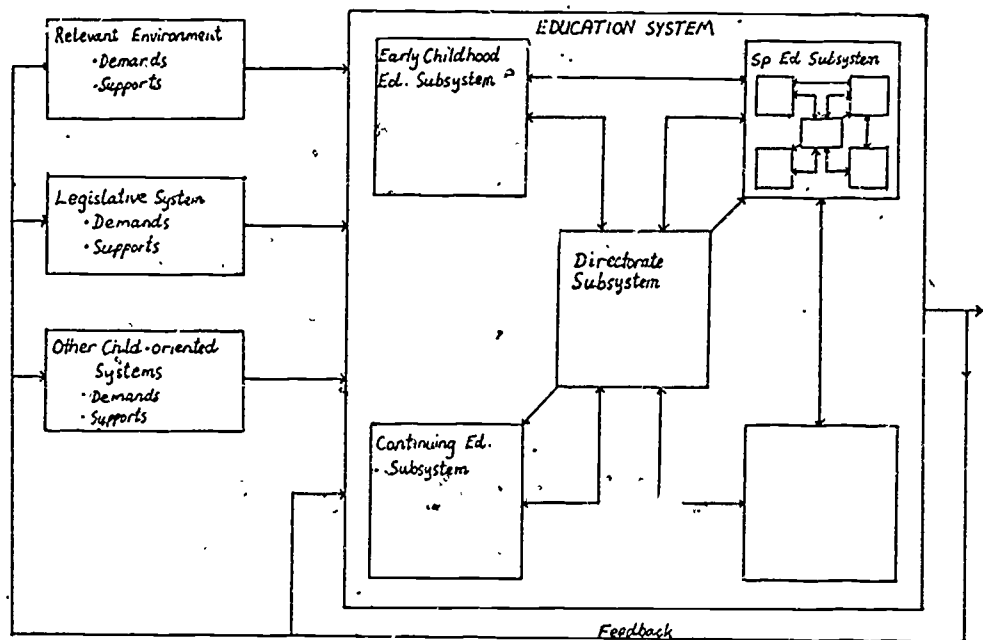 EDUCATION SYSTEM
Relevant Environment
• Demands
• Supports
Legislative System
• Demands
• Supports
Other Child-oriented
Systems
• Demands
• Supports
Early Childhood
Ed. Subsystem
Sp Ed Subsystem
Directorate
Subsystem
Continuing Ed.
• Subsystem
Feedback